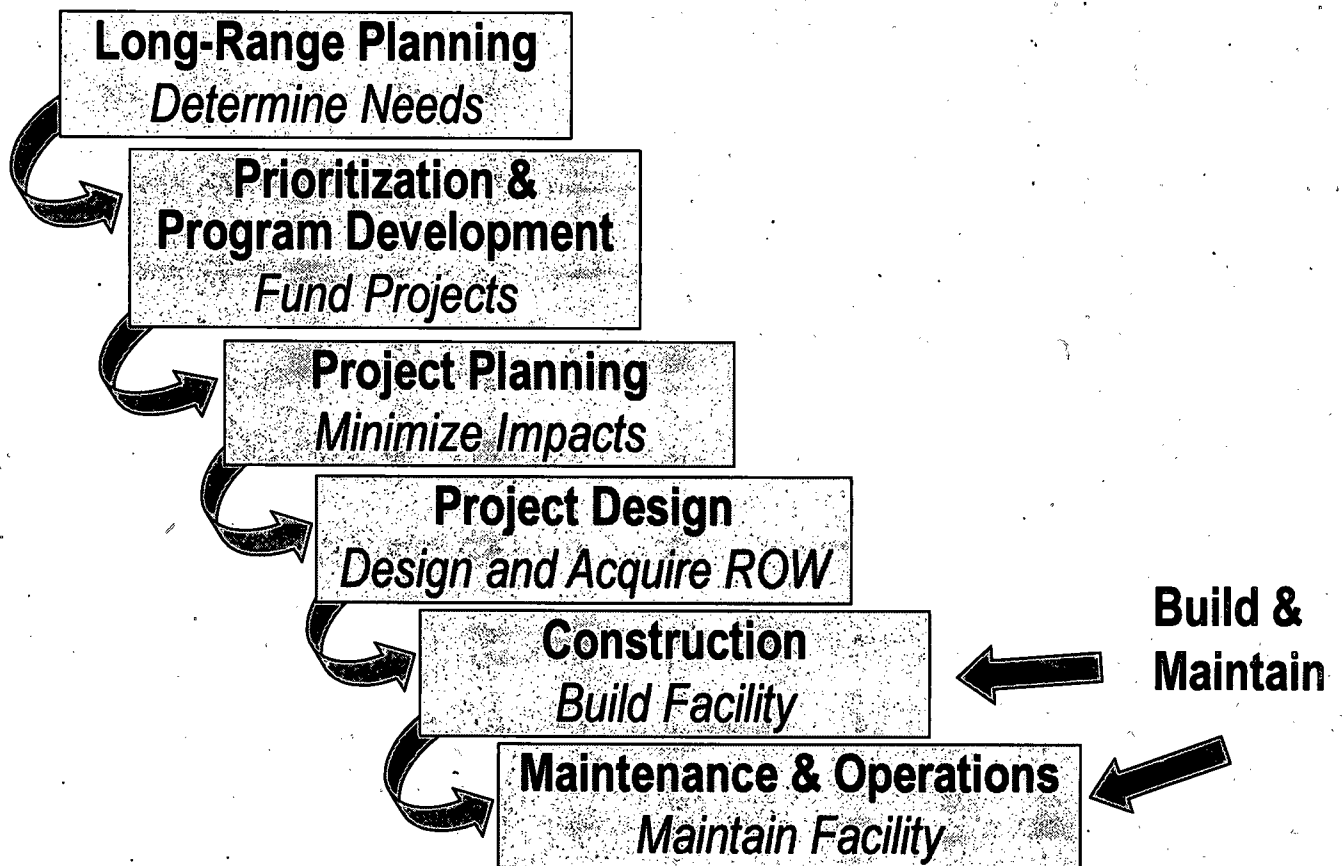 Long-Range Planning
Determine Needs
Prioritization &
Program Development
Fund Projects
Project Planning
Minimize Impacts
Project Design
Design and Acquire ROW
Construction
Build Facility
Build &
Maintain
Maintenance & Operations
Maintain Facility